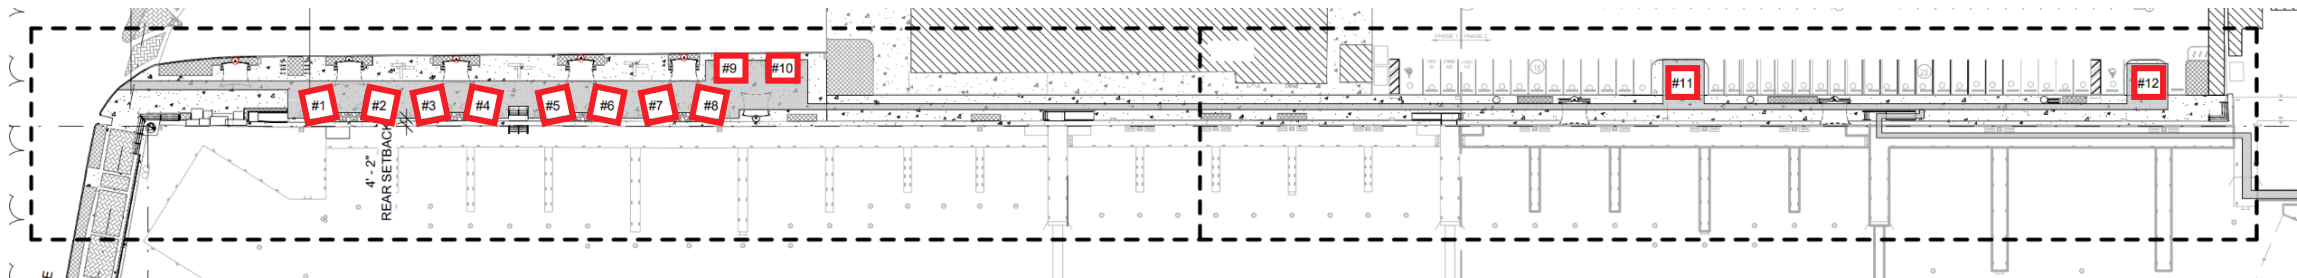 PHASE 1 PHASE 2
#9 #10
#11 #12
#1 #2 #3 #4 #5 #6 #7 #8
4' - 2"
REAR SETBACK
E